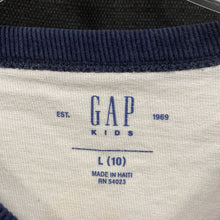 GAP
EST. 1969
KIDS
L (10)
MADE IN HAITI
RN 54023